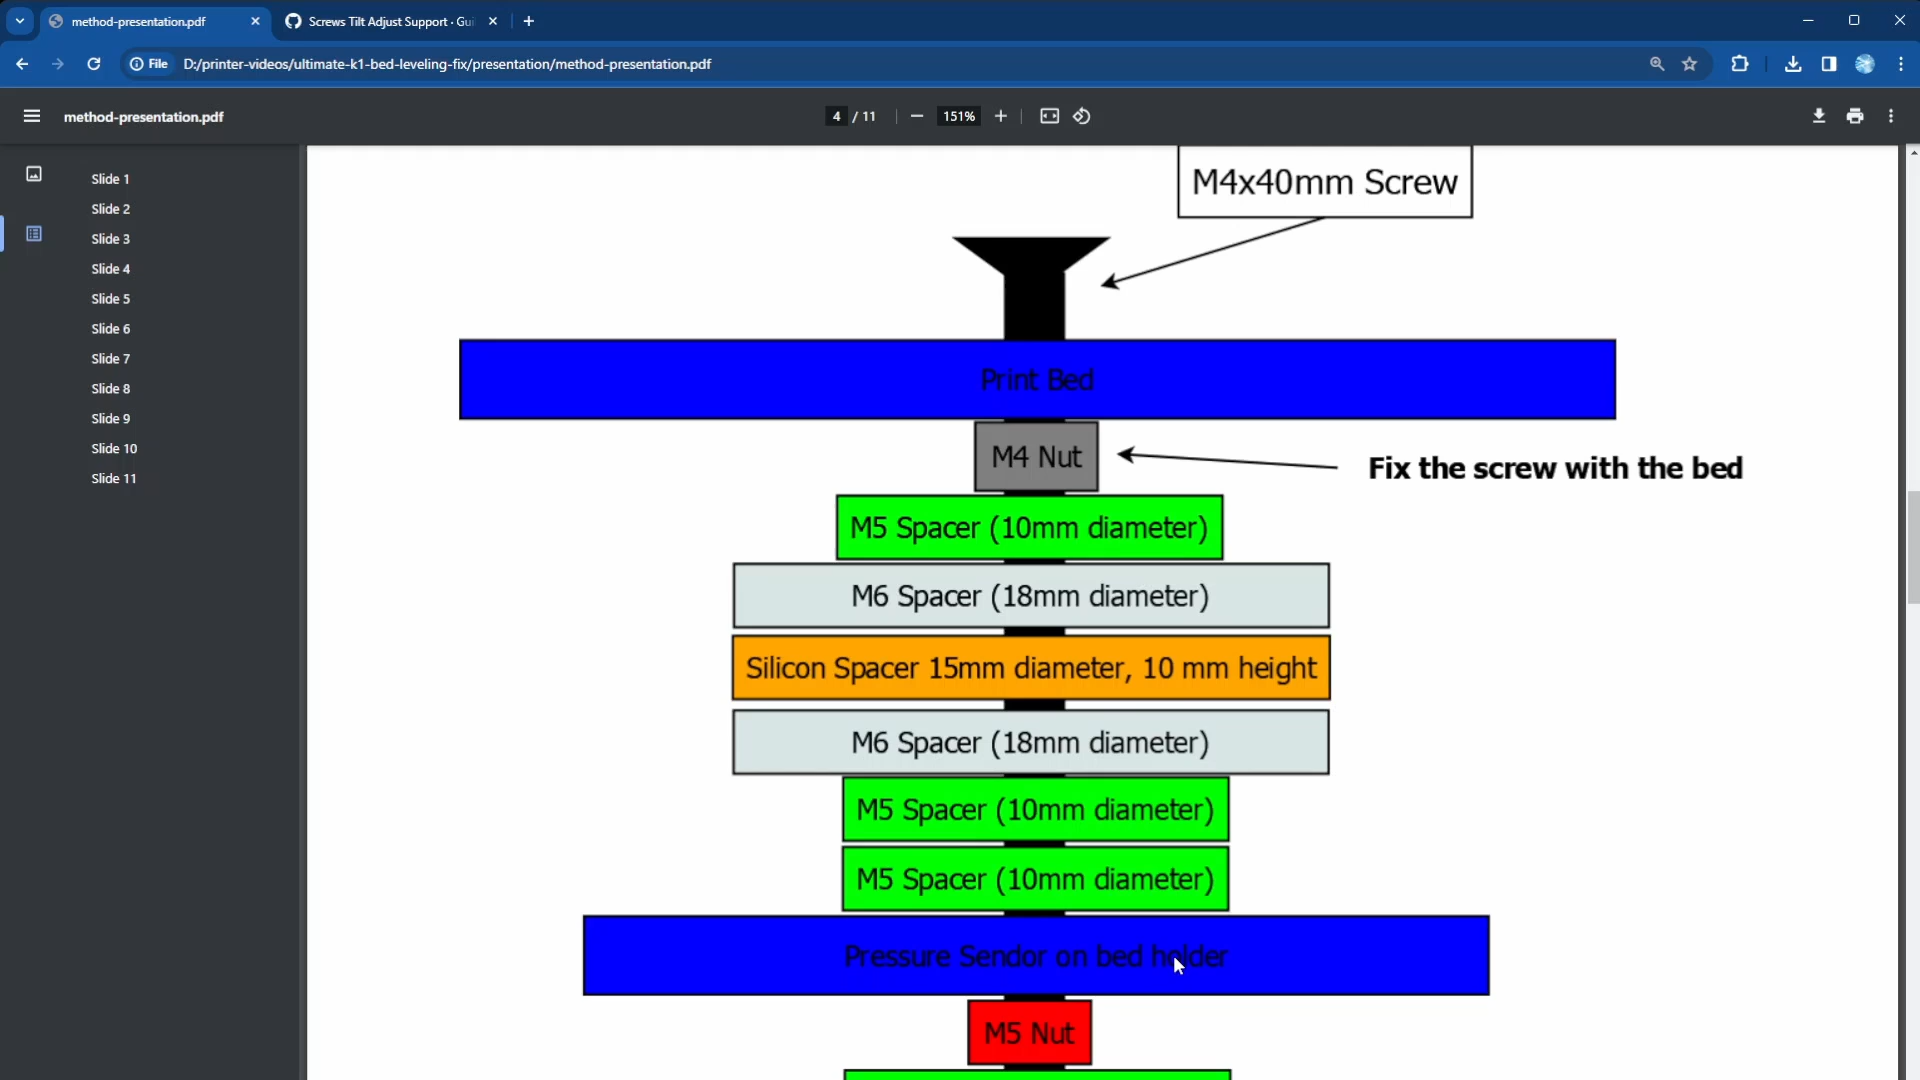 method-presentation.pdf
Screws Tilt Adjust Support · Gui
File
D:/printer-videos/ultimate-k1-bed-leveling-fix/presentation/method-presentation.pdf
method-presentation.pdf
4 / 11
151%
Slide 1
Slide 2
Slide 3
Slide 4
Slide 5
Slide 6
Slide 7
Slide 8
Slide 9
Slide 10
Slide 11
M4x40mm Screw
Print Bed
M4 Nut
Fix the screw with the bed
M5 Spacer (10mm diameter)
M6 Spacer (18mm diameter)
Silicon Spacer 15mm diameter, 10 mm height
M6 Spacer (18mm diameter)
M5 Spacer (10mm diameter)
M5 Spacer (10mm diameter)
Pressure Sendor on bed holder
M5 Nut